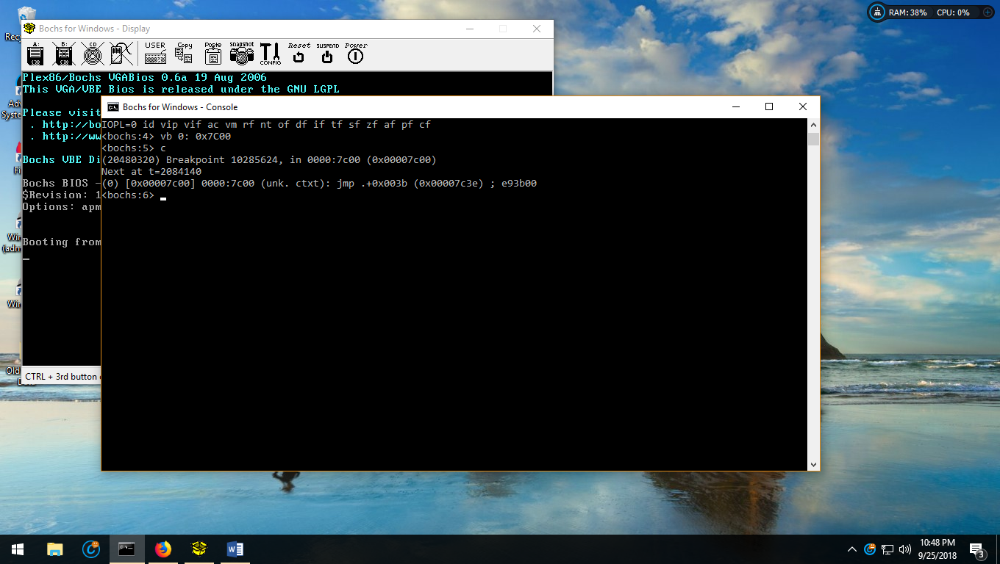 RAM: 38% CPU: 0%
Bochs for Windows - Display
A: B: CD USER Copy Paste snapshot CONFIG Reset SUSPEND Power
Plex86/Bochs VGABios 0.6a 19 Aug 2006
This VGA/VBE Bios is released under the GNU LGPL
Please visit
. http://bo
. http://ww
Bochs VBE Di
Bochs BIOS -
$Revision: 1
Options: apm
Booting from
CTRL + 3rd button
Bochs for Windows - Console
IOPL=0 id vip vif ac vm rf nt of df if tf sf zf af pf cf
<bochs:4> vb 0: 0x7C00
<bochs:5> c
(20480320) Breakpoint 10285624, in 0000:7c00 (0x00007c00)
Next at t=2084140
(0) [0x00007c00] 0000:7c00 (unk. ctxt): jmp .+0x003b (0x00007c3e) ; e93b00
<bochs:6>
Recy
Adv
Syste
Fi
Win
(adm
Win
Old
D
10:48 PM
9/25/2018
3